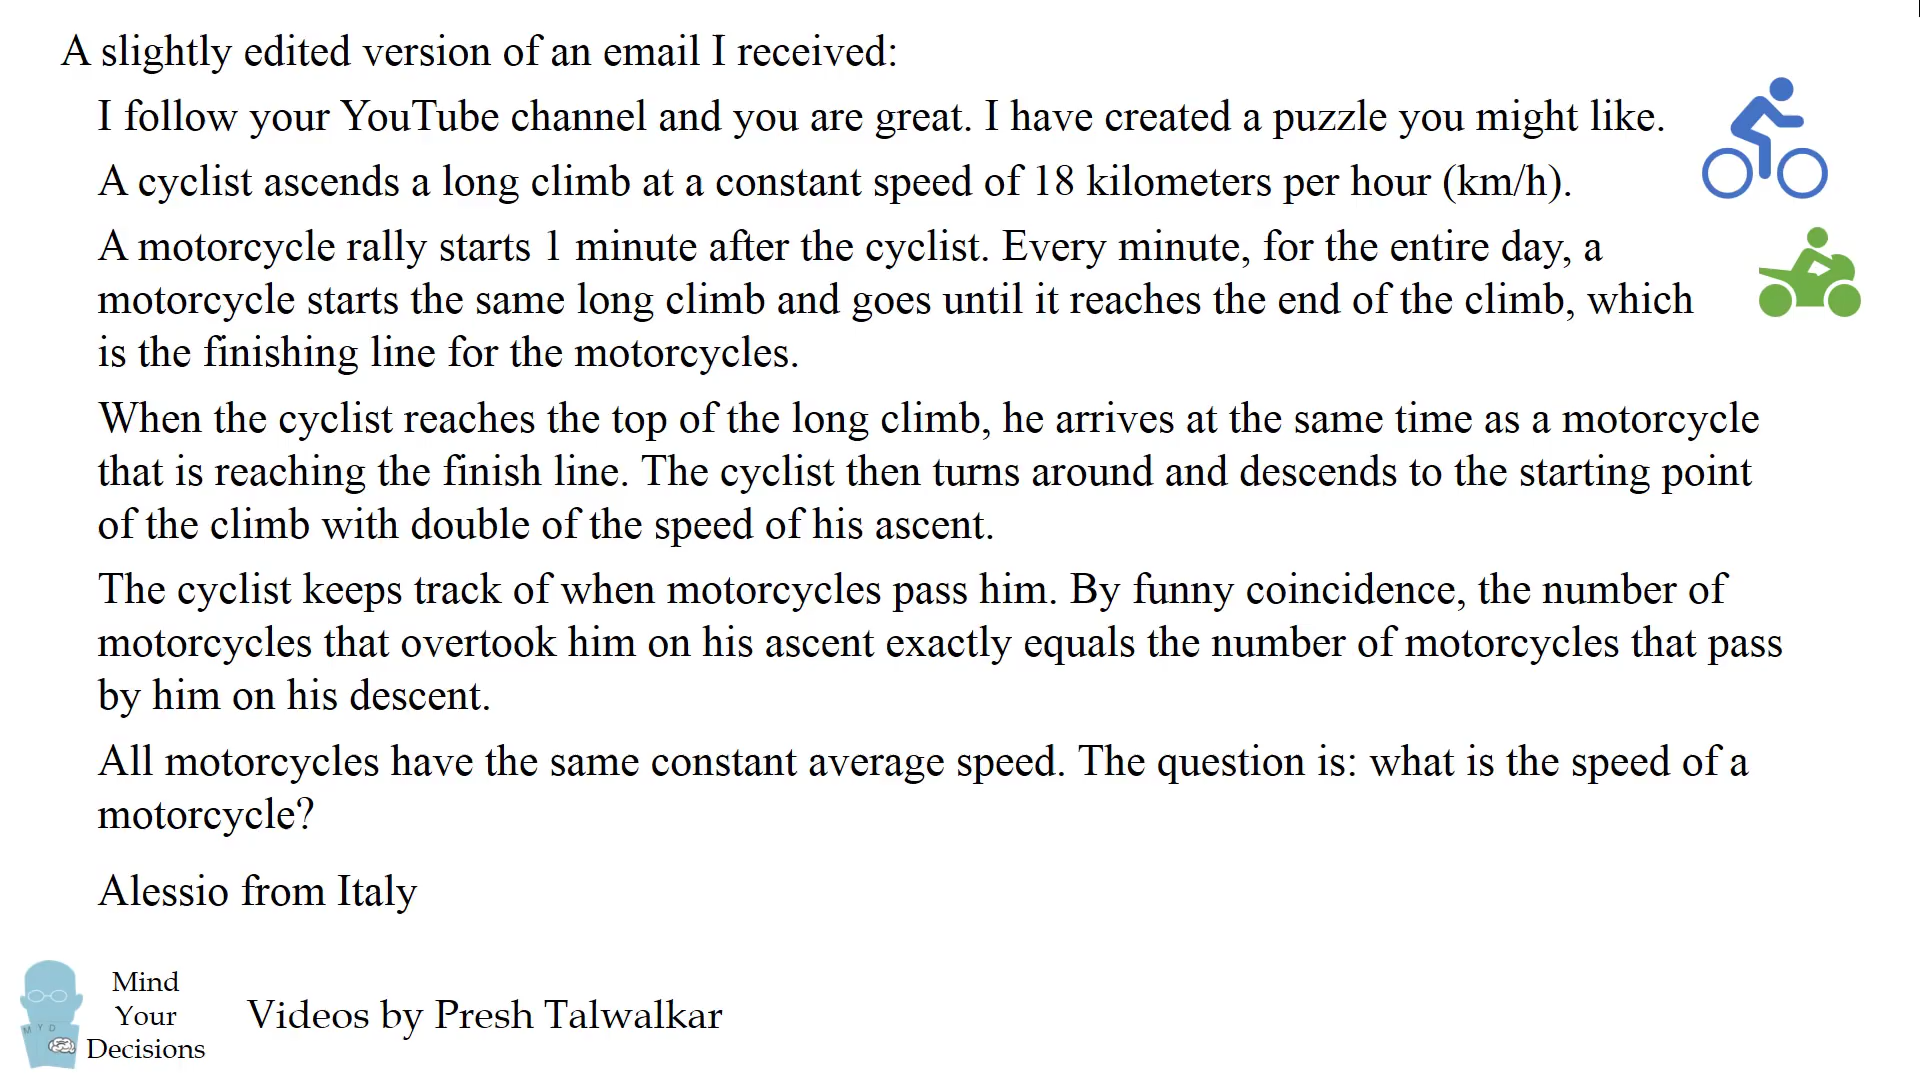 A slightly edited version of an email I received:
I follow your YouTube channel and you are great. I have created a puzzle you might like.
A cyclist ascends a long climb at a constant speed of 18 kilometers per hour (km/h).
A motorcycle rally starts 1 minute after the cyclist. Every minute, for the entire day, a
motorcycle starts the same long climb and goes until it reaches the end of the climb, which
is the finishing line for the motorcycles.
When the cyclist reaches the top of the long climb, he arrives at the same time as a motorcycle
that is reaching the finish line. The cyclist then turns around and descends to the starting point
of the climb with double of the speed of his ascent.
The cyclist keeps track of when motorcycles pass him. By funny coincidence, the number of
motorcycles that overtook him on his ascent exactly equals the number of motorcycles that pass
by him on his descent.
All motorcycles have the same constant average speed. The question is: what is the speed of a
motorcycle?
Alessio from Italy
M Y D
Mind
Your
Decisions
Videos by Presh Talwalkar